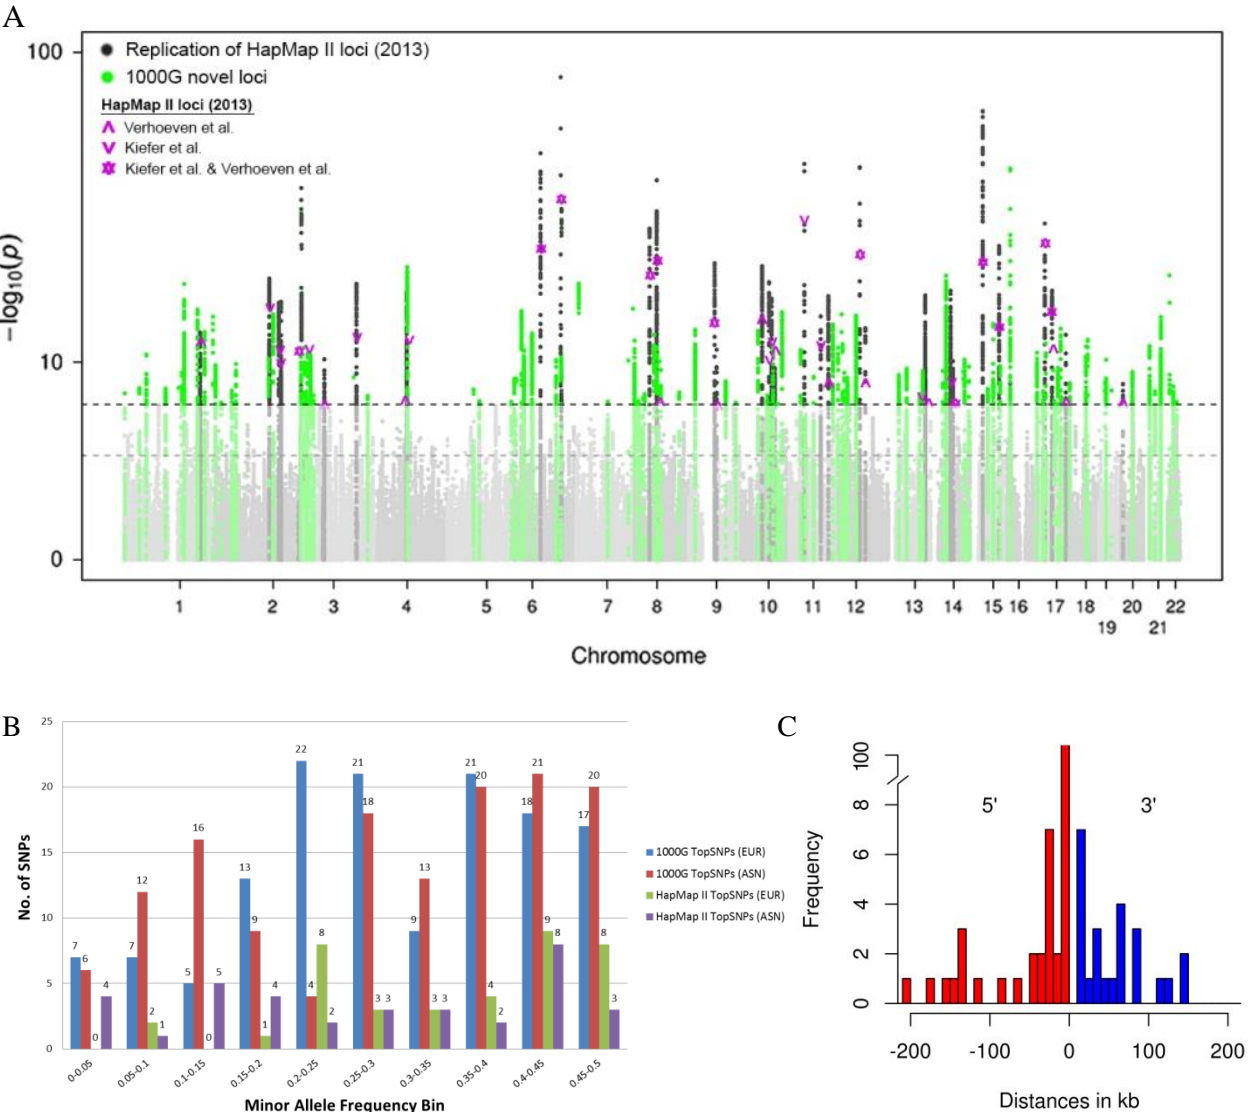 A
100
10
0
−log10(p)
Replication of HapMap II loci (2013)
1000G novel loci
HapMap II loci (2013)
Verhoeven et al.
Kiefer et al.
Kiefer et al. & Verhoeven et al.
1 2 3 4 5 6 7 8 9 10 11 12 13 14 15 16 17 18 20 22
19 21
Chromosome
B
25
20
15
10
5
0
No. of SNPs
7 6 0 4
7 12 2 1
5 16 0 5
13 9 1 4
22 4 8 2
21 18 3 3
9 13 3 3
21 20 4 2
18 21 9 8
17 20 8 3
0-0.05 0.05-0.1 0.1-0.15 0.15-0.2 0.2-0.25 0.25-0.3 0.3-0.35 0.35-0.4 0.4-0.45 0.45-0.5
Minor Allele Frequency Bin
1000G TopSNPs (EUR)
1000G TopSNPs (ASN)
HapMap II TopSNPs (EUR)
HapMap II TopSNPs (ASN)
C
100
8
6
4
2
0
Frequency
5' 3'
-200 -100 0 100 200
Distances in kb